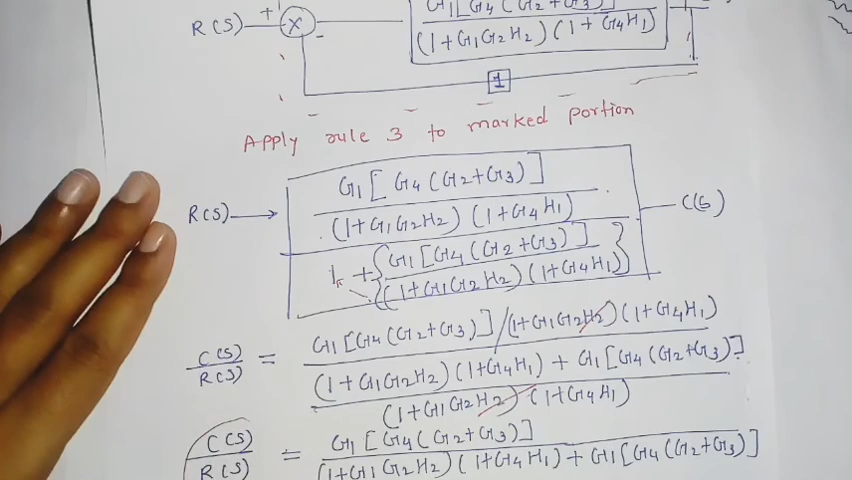 G1[G4(G2+G3)]
R(S) + X - (1+G1G2H2)(1+G4H1)
1
Apply rule 3 to marked portion
G1[G4(G2+G3)]
R(S) (1+G1G2H2)(1+G4H1) C(S)
1 + {G1[G4(G2+G3)]
(1+G1G2H2)(1+G4H1)}
C(S) = G1[G4(G2+G3)]/(1+G1G2H2)(1+G4H1)
R(S) (1+G1G2H2)(1+G4H1) + G1[G4(G2+G3)]
(1+G1G2H2)(1+G4H1)
C(S) = G1[G4(G2+G3)]
R(S) (1+G1G2H2)(1+G4H1)+G1[G4(G2+G3)]